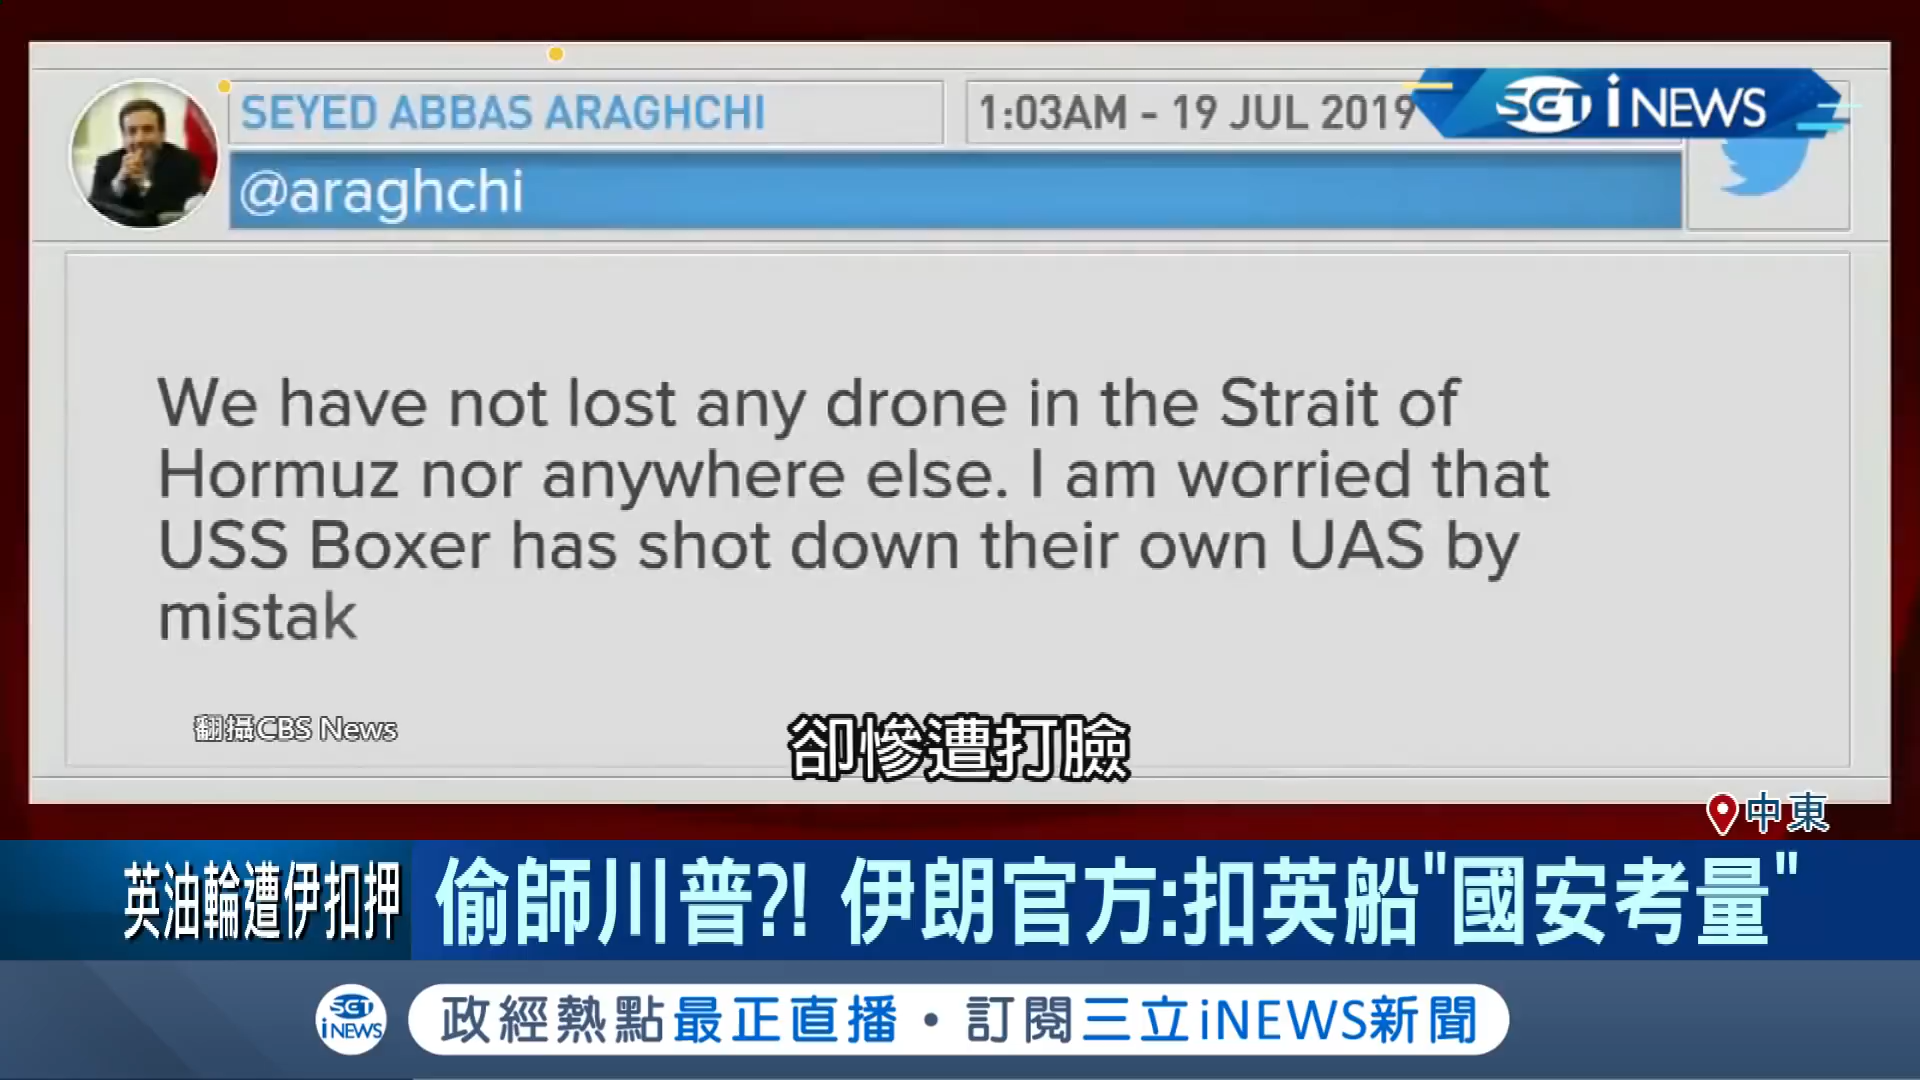 SEYED ABBAS ARAGHCHI
1:03AM - 19 JUL 2019
SET iNEWS
@araghchi
We have not lost any drone in the Strait of
Hormuz nor anywhere else. I am worried that
USS Boxer has shot down their own UAS by
mistak
翻攝CBS News
卻慘遭打臉
中東
英油輪遭伊扣押
偷師川普?! 伊朗官方:扣英船"國安考量"
SET iNEWS
政經熱點最正直播・訂閱三立iNEWS新聞